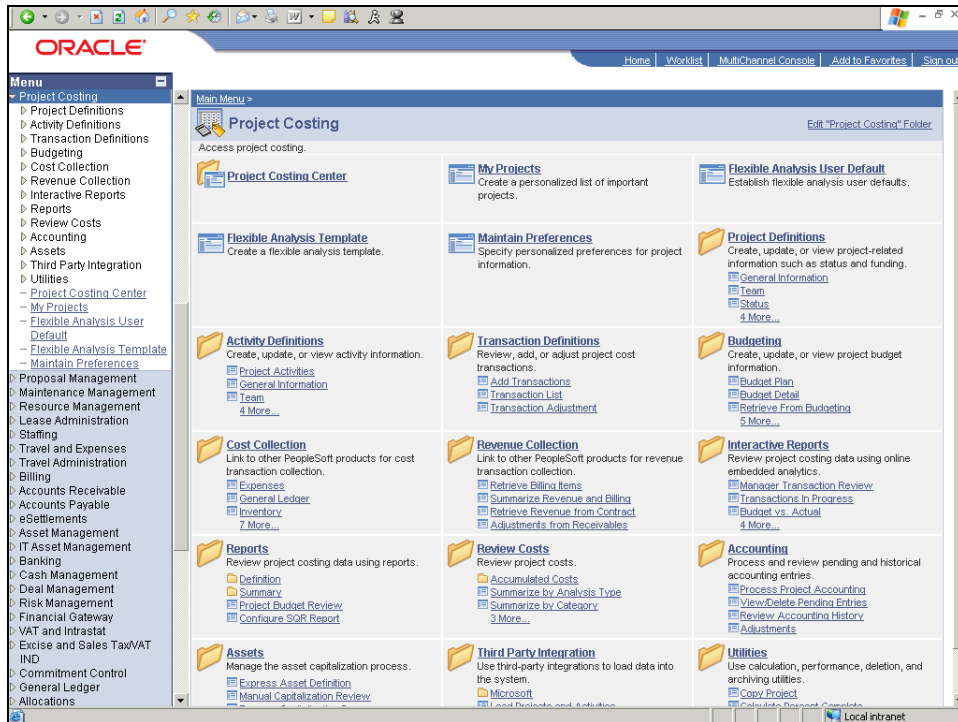 ORACLE'
Home | Worklist | MultiChannel Console | Add to Favorites | Sign out
Menu
Project Costing
Project Definitions
Activity Definitions
Transaction Definitions
Budgeting
Cost Collection
Revenue Collection
Interactive Reports
Reports
Review Costs
Accounting
Assets
Third Party Integration
Utilities
Project Costing Center
My Projects
Flexible Analysis User
Default
Flexible Analysis Template
Maintain Preferences
Proposal Management
Maintenance Management
Resource Management
Lease Administration
Staffing
Travel and Expenses
Travel Administration
Billing
Accounts Receivable
Accounts Payable
eSettlements
Asset Management
IT Asset Management
Banking
Cash Management
Deal Management
Risk Management
Financial Gateway
VAT and Intrastat
Excise and Sales Tax/VAT
IND
Commitment Control
General Ledger
Allocations
Main Menu >
Project Costing
Edit "Project Costing" Folder
Access project costing.
Project Costing Center
My Projects
Create a personalized list of important
projects.
Flexible Analysis User Default
Establish flexible analysis user defaults.
Flexible Analysis Template
Create a flexible analysis template.
Maintain Preferences
Specify personalized preferences for project
information.
Project Definitions
Create, update, or view project-related
information such as status and funding.
General Information
Team
Status
4 More...
Activity Definitions
Create, update, or view activity information.
Project Activities
General Information
Team
4 More...
Transaction Definitions
Review, add, or adjust project cost
transactions.
Add Transactions
Transaction List
Transaction Adjustment
Budgeting
Create, update, or view project budget
information.
Budget Plan
Budget Detail
Retrieve From Budgeting
5 More...
Cost Collection
Link to other PeopleSoft products for cost
transaction collection.
Expenses
General Ledger
Inventory
7 More...
Revenue Collection
Link to other PeopleSoft products for revenue
transaction collection.
Retrieve Billing Items
Summarize Revenue and Billing
Retrieve Revenue from Contract
Adjustments from Receivables
Interactive Reports
Review project costing data using online
embedded analytics.
Manager Transaction Review
Transactions In Progress
Budget vs. Actual
4 More...
Reports
Review project costing data using reports.
Definition
Summary
Project Budget Review
Configure SGR Report
Review Costs
Review project costs.
Accumulated Costs
Summarize by Analysis Type
Summarize by Category
3 More...
Accounting
Process and review pending and historical
accounting entries.
Process Project Accounting
View/Delete Pending Entries
Review Accounting History
Adjustments
Assets
Manage the asset capitalization process.
Express Asset Definition
Manual Capitalization Review
Third Party Integration
Use third-party integrations to load data into
the system.
Microsoft
Load Projects and Activities
Utilities
Use calculation, performance, deletion, and
archiving utilities.
Copy Project
Calculate Percent Complete
Local intranet